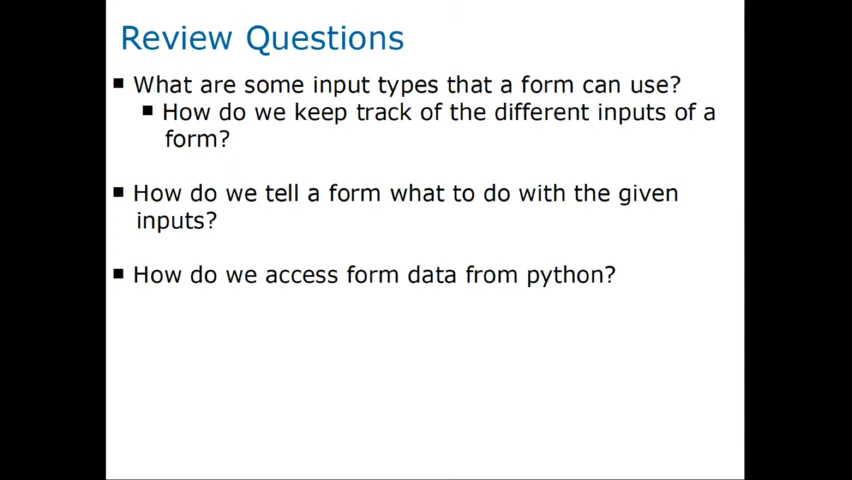 Review Questions
What are some input types that a form can use?
How do we keep track of the different inputs of a
form?
How do we tell a form what to do with the given
inputs?
How do we access form data from python?